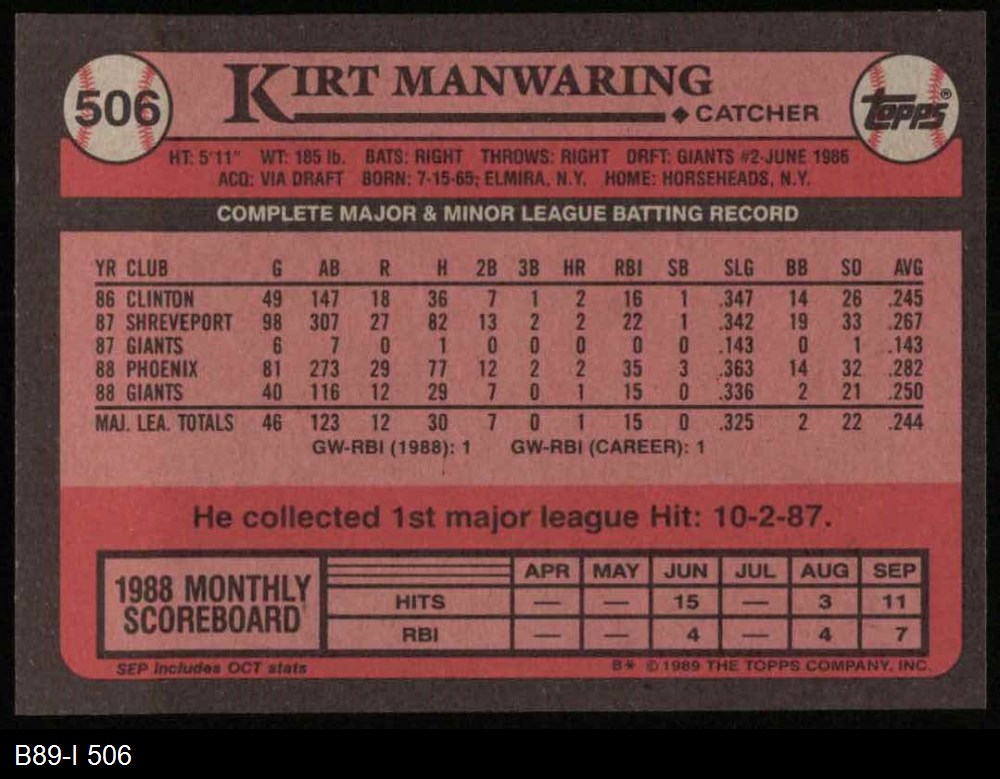 506
KIRT MANWARING
CATCHER
TOPPS®
HT: 5'11" WT: 185 lb. BATS: RIGHT THROWS: RIGHT DRFT: GIANTS #2-JUNE 1986
ACQ: VIA DRAFT BORN: 7-15-65; ELMIRA, N.Y. HOME: HORSEHEADS, N.Y.
COMPLETE MAJOR & MINOR LEAGUE BATTING RECORD
YR CLUB G AB R H 2B 3B HR RBI SB SLG BB SO AVG
86 CLINTON 49 147 18 36 7 1 2 16 1 .347 14 26 .245
87 SHREVEPORT 98 307 27 82 13 2 2 22 1 .342 19 33 .267
87 GIANTS 6 7 0 1 0 0 0 0 0 .143 0 1 .143
88 PHOENIX 81 273 29 77 12 2 2 35 3 .363 14 32 .282
88 GIANTS 40 116 12 29 7 0 1 15 0 .336 2 21 .250
MAJ. LEA. TOTALS 46 123 12 30 7 0 1 15 0 .325 2 22 .244
GW-RBI (1988): 1 GW-RBI (CAREER): 1
He collected 1st major league Hit: 10-2-87.
1988 MONTHLY
SCOREBOARD
APR MAY JUN JUL AUG SEP
HITS — — 15 — 3 11
RBI — — 4 — 4 7
SEP includes OCT stats
B* ©1989 THE TOPPS COMPANY, INC.
B89-I 506